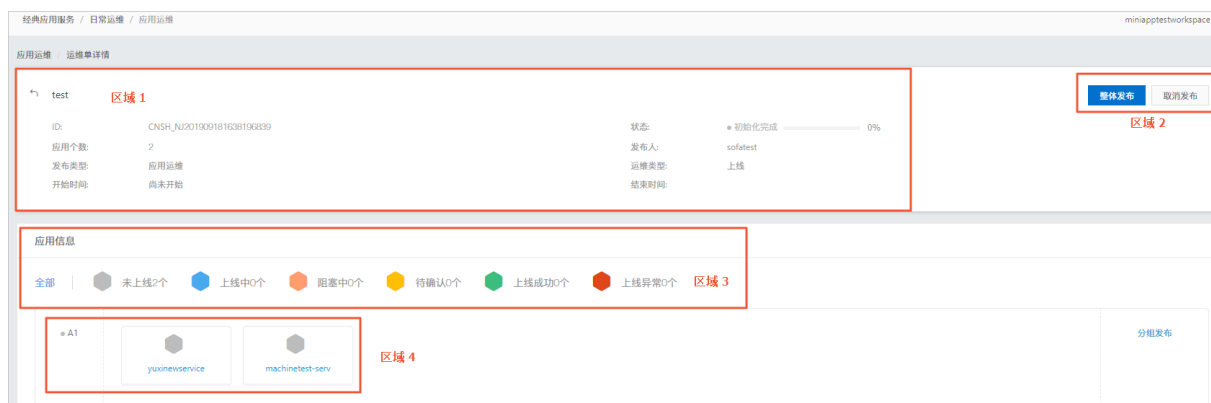 经典应用服务 / 日常运维 / 应用运维 miniapptestworkspace
应用运维 / 运维单详情
test 区域 1 整体发布 取消发布
区域 2
ID: CNSH_NJ201909181638196839 状态: 初始化完成 0%
应用个数: 2 发布人: sofatest
发布类型: 应用运维 运维类型: 上线
开始时间: 尚未开始 结束时间:
应用信息
全部 未上线2个 上线中0个 阻塞中0个 待确认0个 上线成功0个 上线异常0个 区域 3
A1 分组发布
区域 4
yuxinewservice machinetest-serv